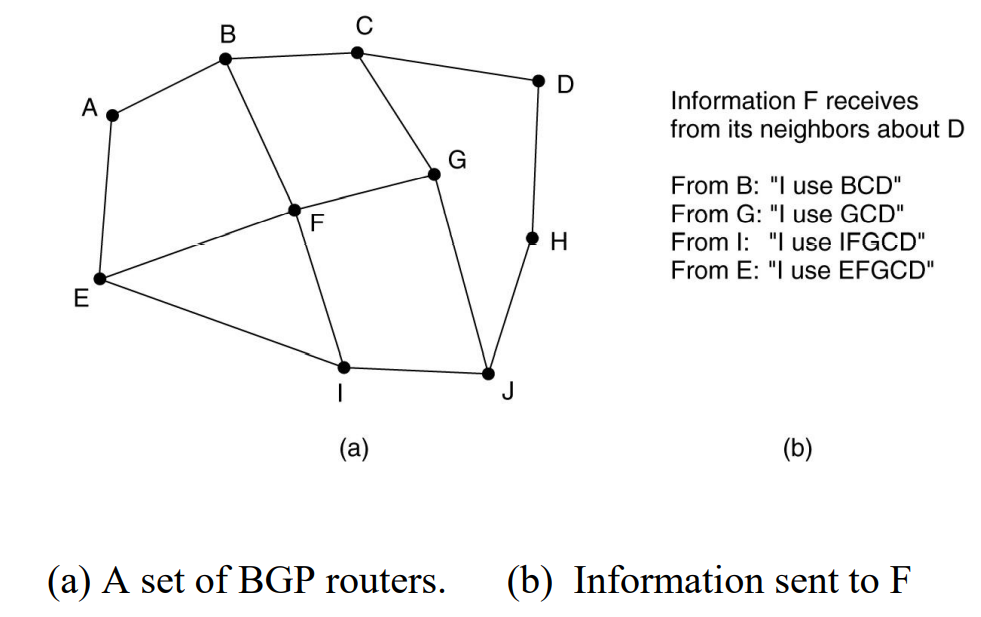 B
C
A
D
G
F
H
E
I
J
(a)
Information F receives
from its neighbors about D
From B: "I use BCD"
From G: "I use GCD"
From I: "I use IFGCD"
From E: "I use EFGCD"
(b)
(a) A set of BGP routers. (b) Information sent to F